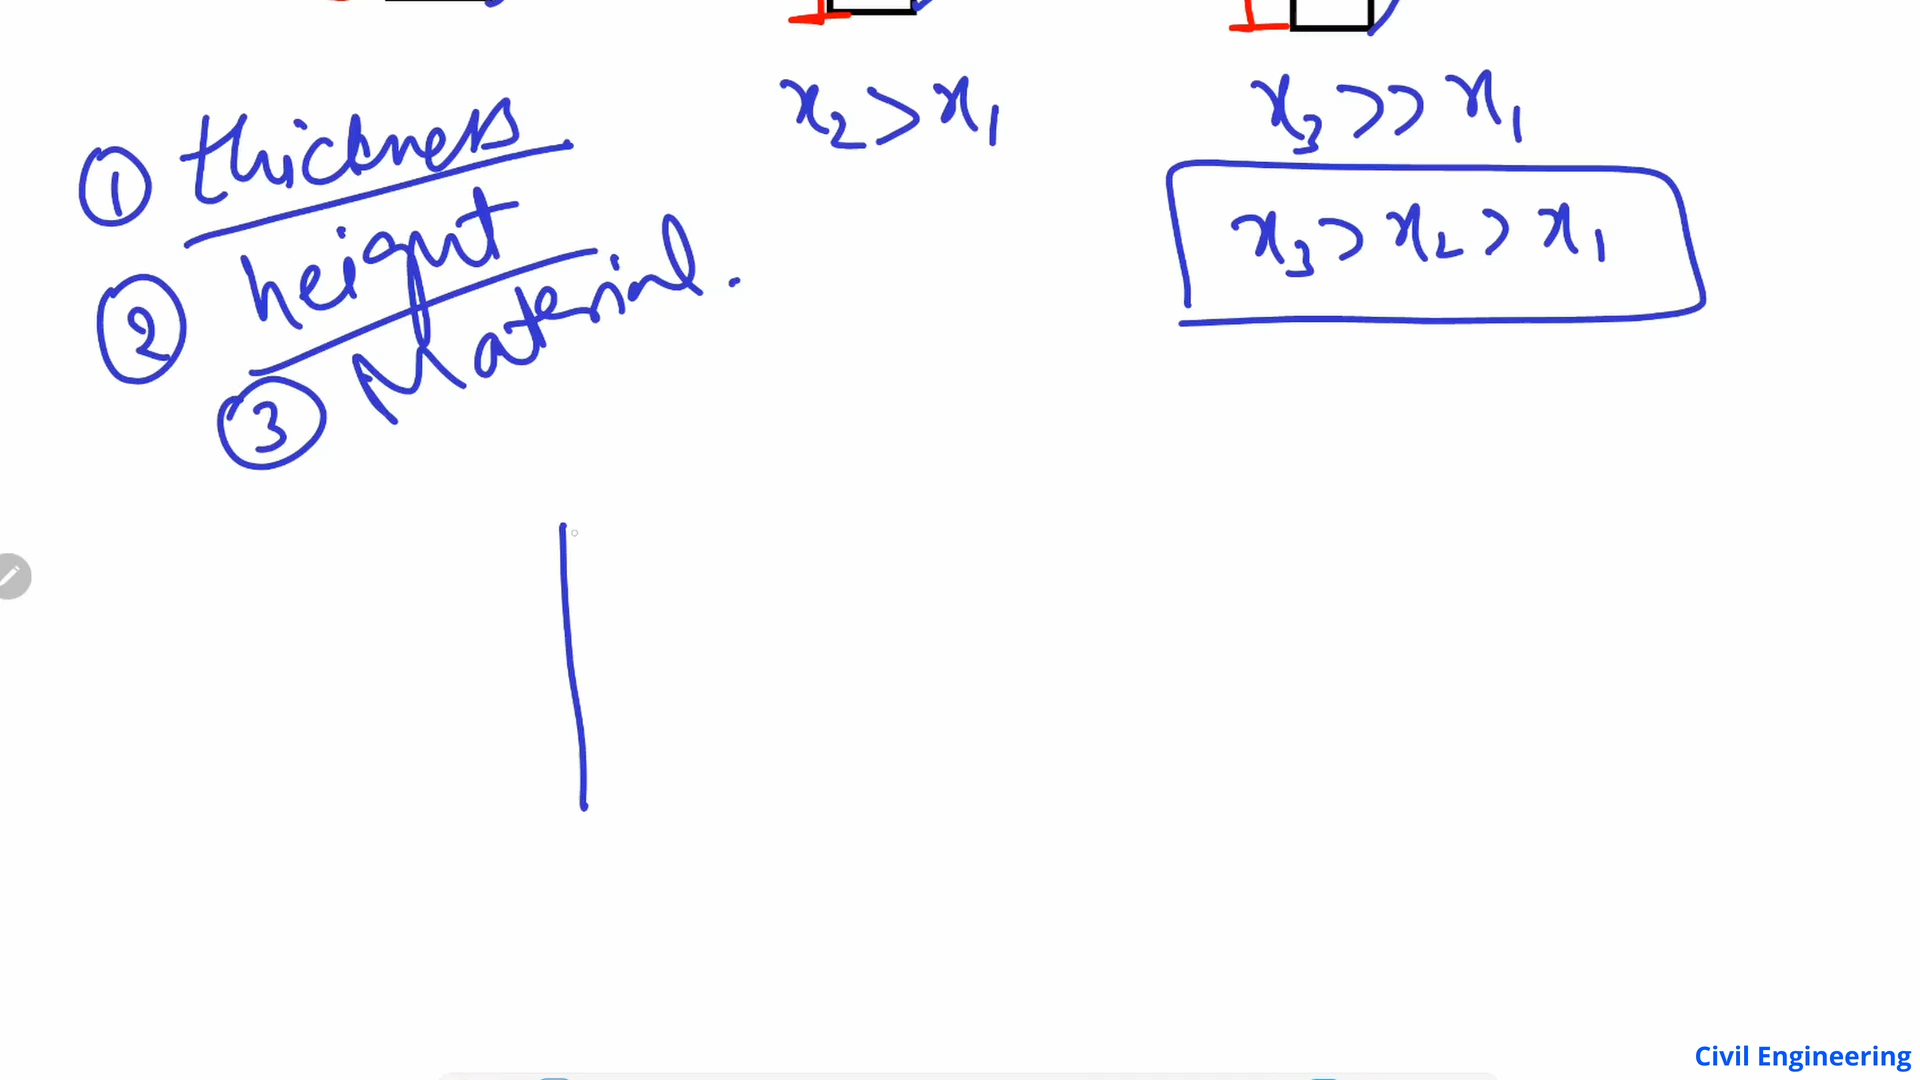 x₂ > x₁
x₃ >> x₁
① thickness
x₃ > x₂ > x₁
② height
③ Material.
Civil Engineering